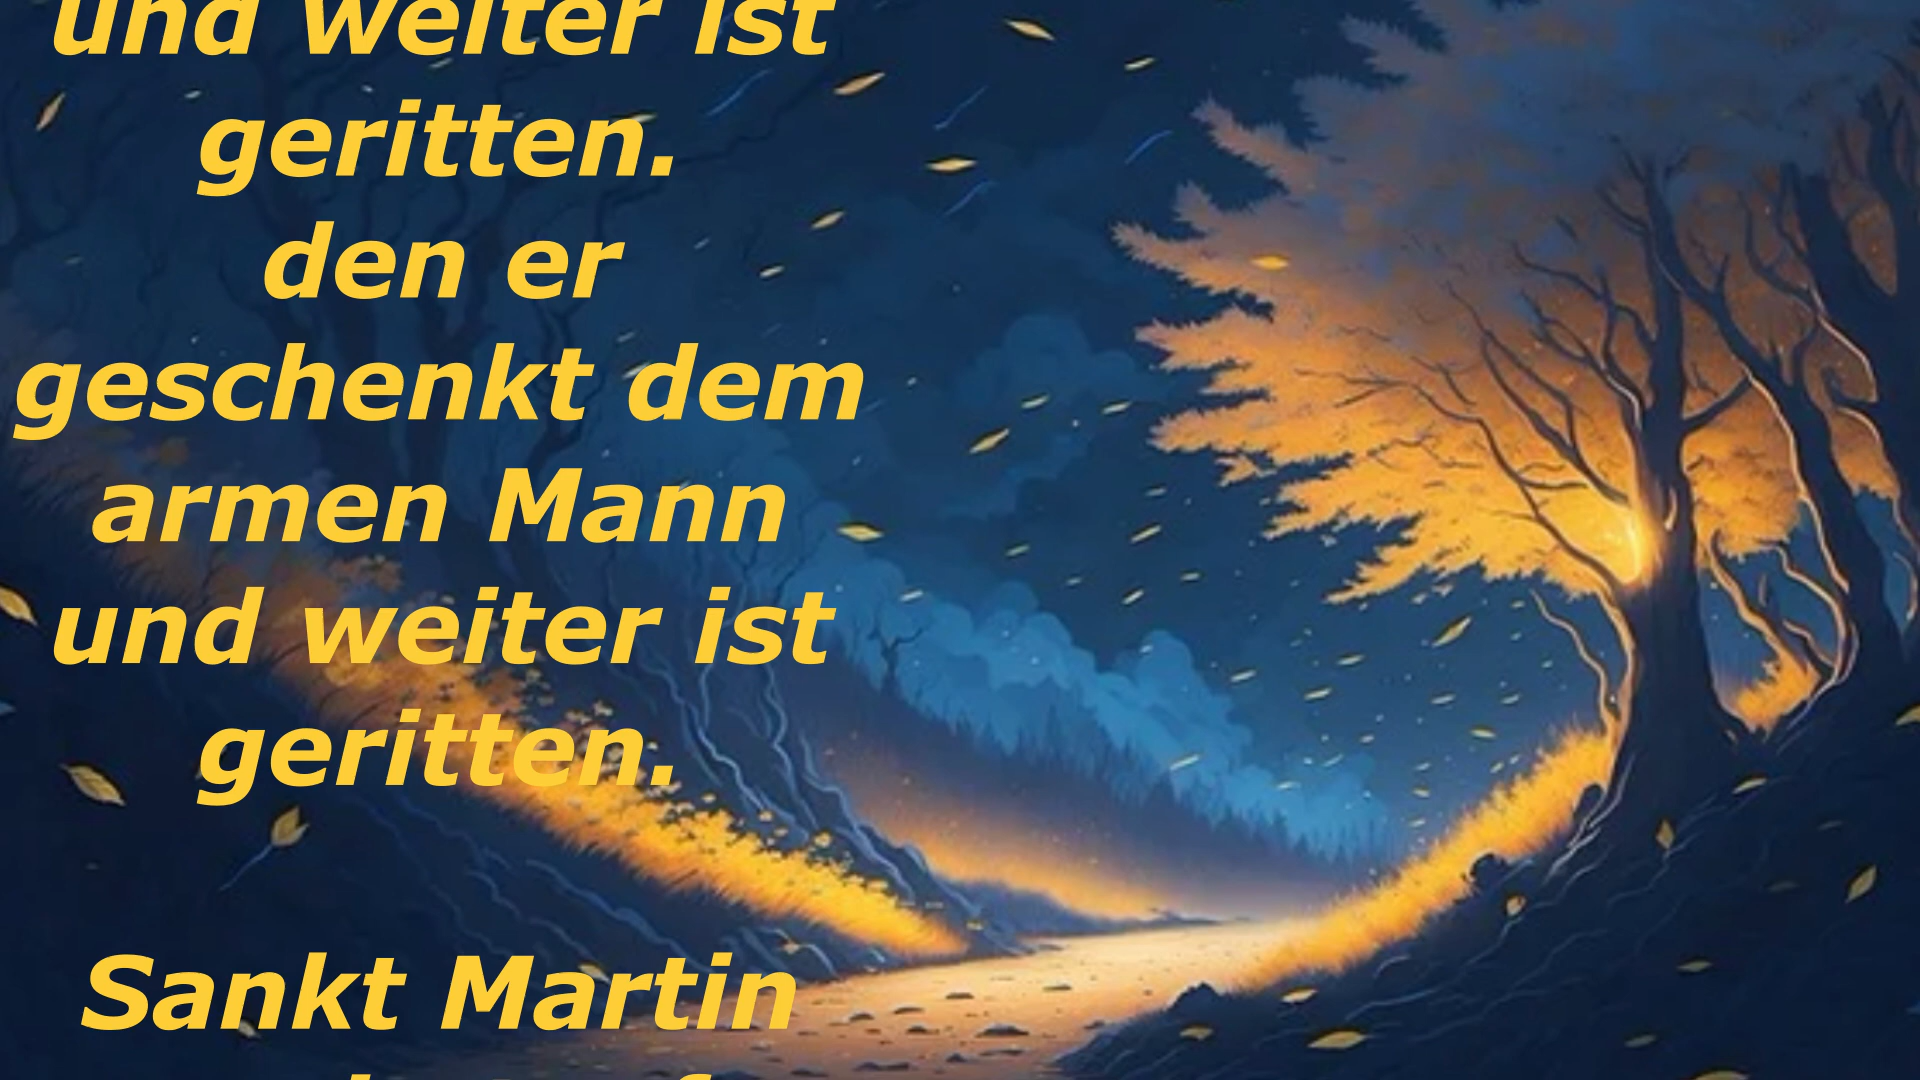 und weiter ist
geritten.
den er
geschenkt dem
armen Mann
und weiter ist
geritten.
Sankt Martin